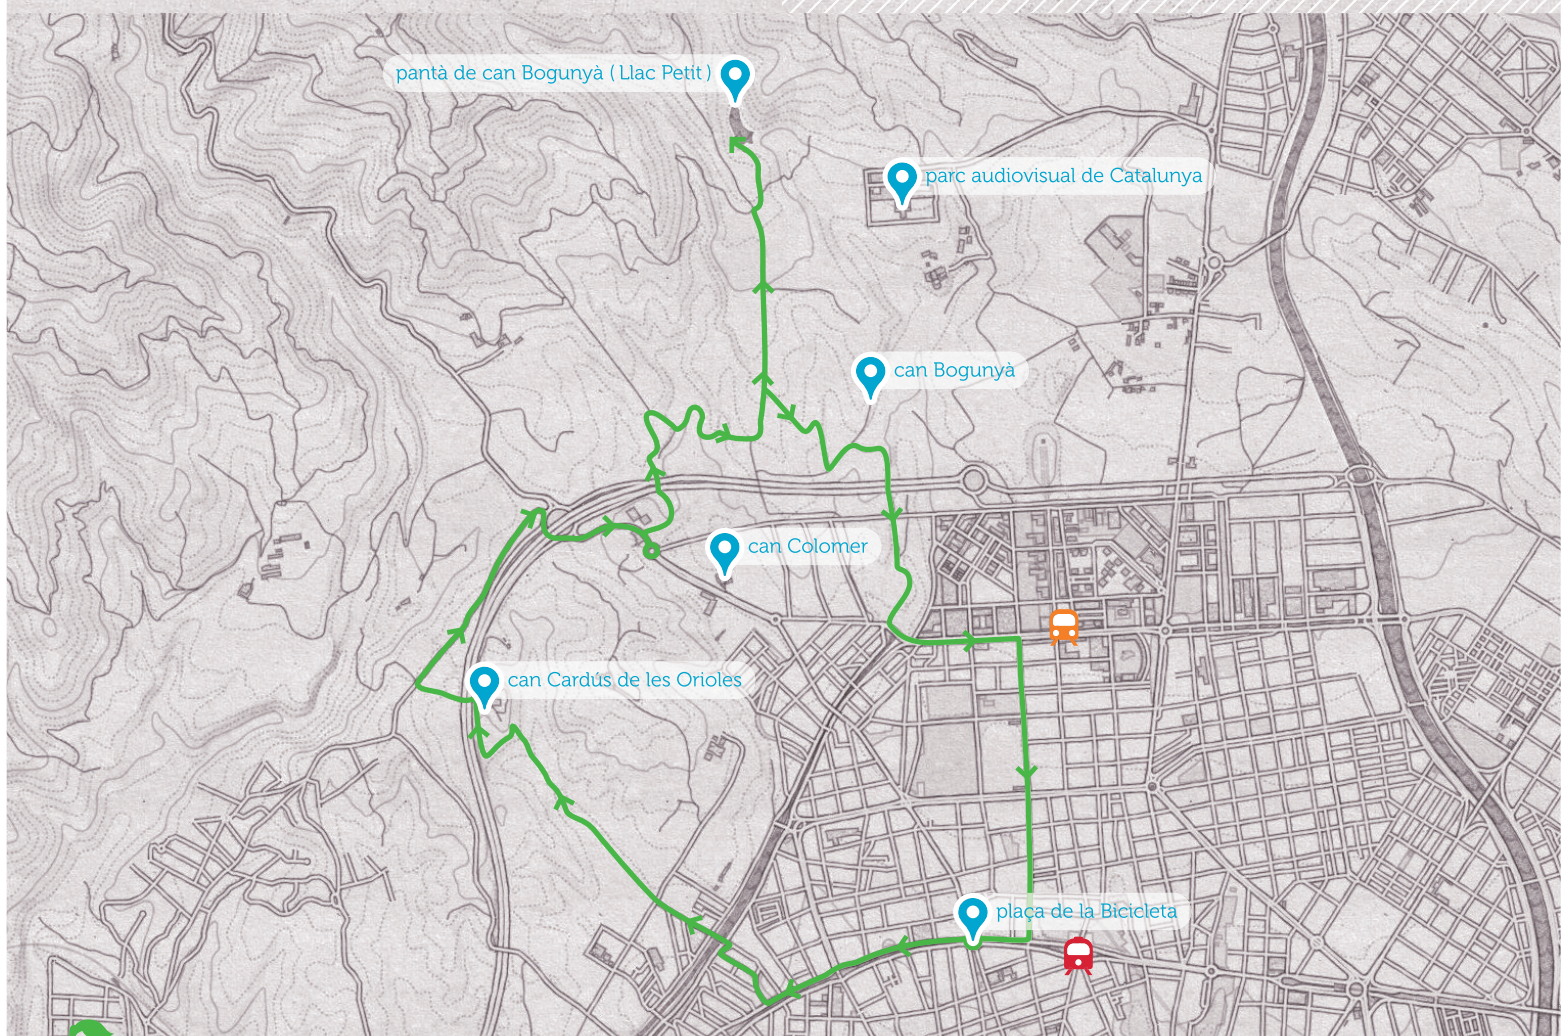 pantà de can Bogunyà ( Llac Petit )
parc audiovisual de Catalunya
can Bogunyà
can Colomer
can Cardús de les Orioles
plaça de la Bicicleta